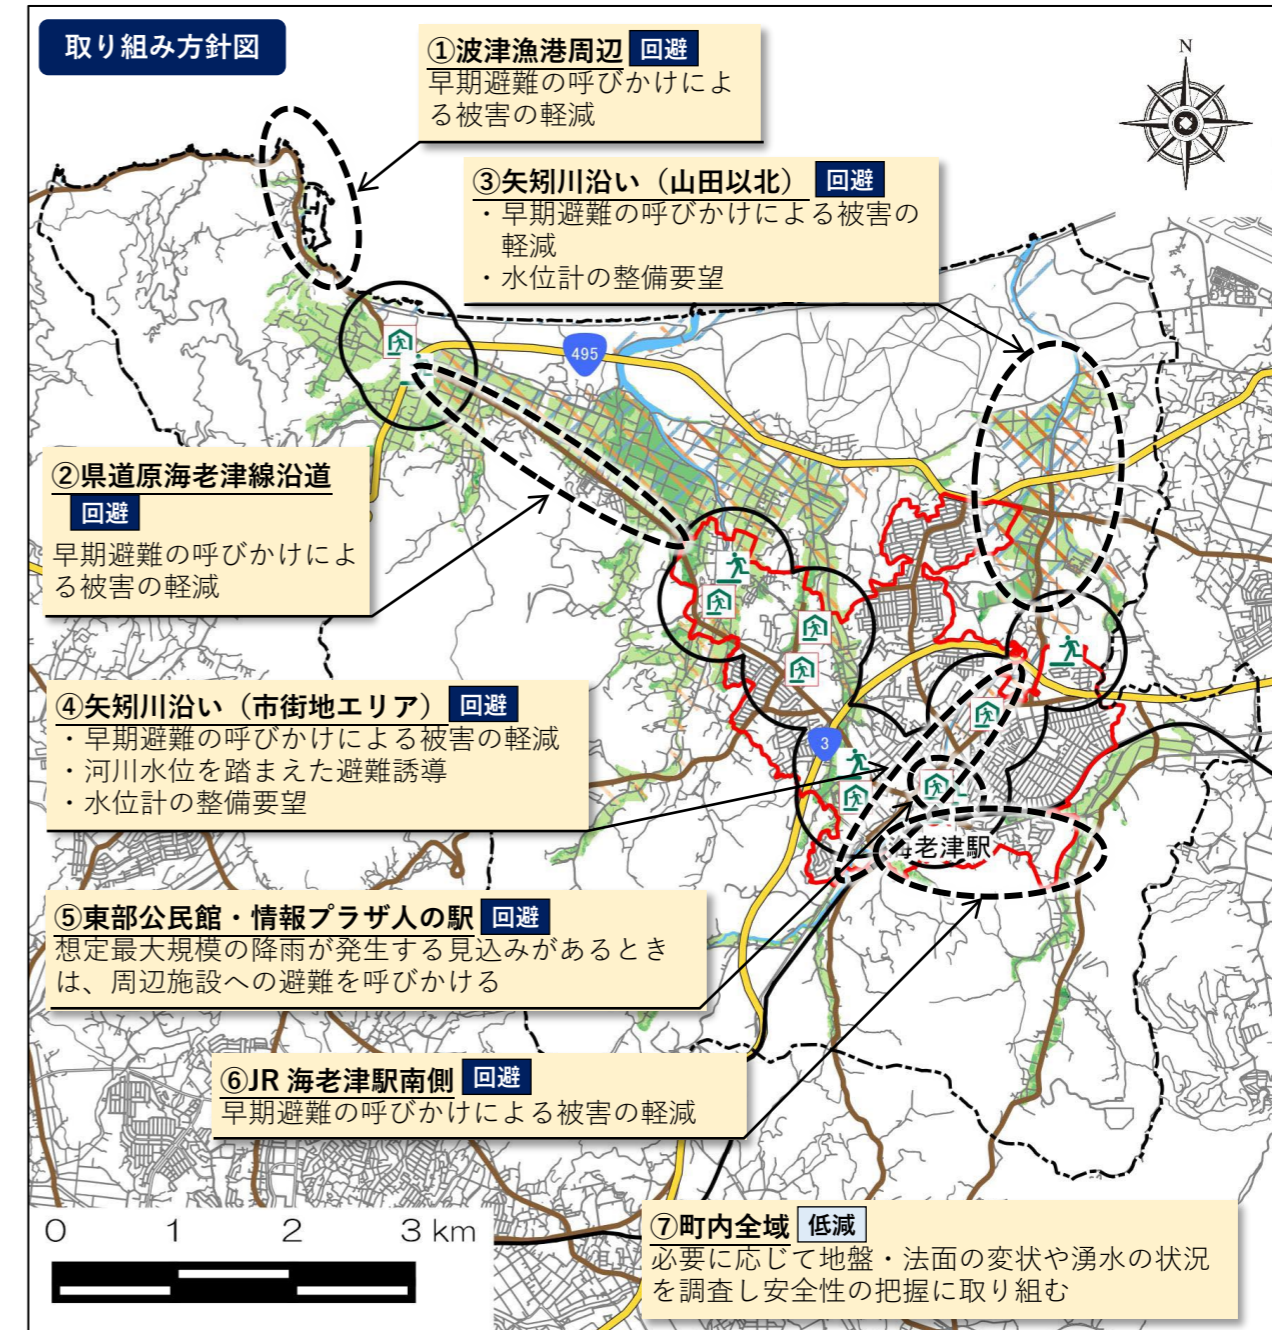 取り組み方針図
①波津漁港周辺 回避
早期避難の呼びかけによ
る被害の軽減
N
③矢矧川沿い（山田以北） 回避
・早期避難の呼びかけによる被害の
軽減
・水位計の整備要望
495
②県道原海老津線沿道
回避
早期避難の呼びかけによ
る被害の軽減
④矢矧川沿い（市街地エリア） 回避
・早期避難の呼びかけによる被害の軽減
・河川水位を踏まえた避難誘導
・水位計の整備要望
3
海老津駅
⑤東部公民館・情報プラザ人の駅 回避
想定最大規模の降雨が発生する見込みがあるとき
は、周辺施設への避難を呼びかける
⑥JR 海老津駅南側 回避
早期避難の呼びかけによる被害の軽減
0 1 2 3 km
⑦町内全域 低減
必要に応じて地盤・法面の変状や湧水の状況
を調査し安全性の把握に取り組む